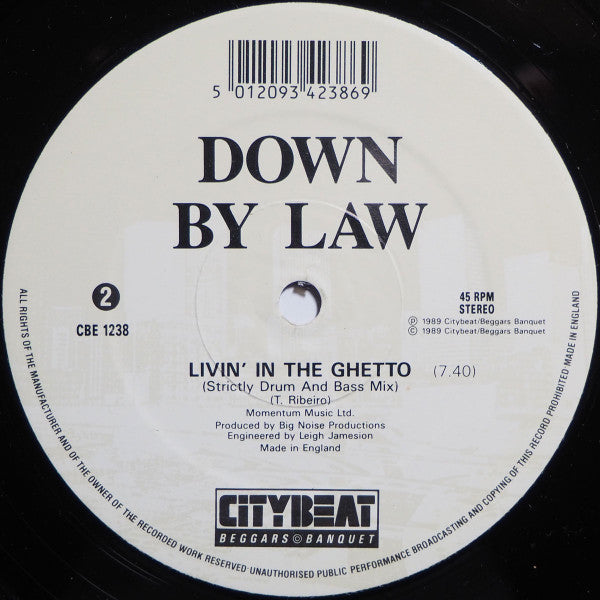 5 012093 423869
DOWN
BY LAW
2
CBE 1238
45 RPM
STEREO
℗ 1989 Citybeat/Beggars Banquet
© 1989 Citybeat/Beggars Banquet
LIVIN' IN THE GHETTO (7.40)
(Strictly Drum And Bass Mix)
(T. Ribeiro)
Momentum Music Ltd.
Produced by Big Noise Productions
Engineered by Leigh Jamesion
Made in England
CITYBEAT
BEGGARS © BANQUET
ALL RIGHTS OF THE MANUFACTURER AND OF THE OWNER OF THE RECORDED WORK RESERVED·UNAUTHORISED PUBLIC PERFORMANCE BROADCASTING AND COPYING OF THIS RECORD PROHIBITED·MADE IN ENGLAND